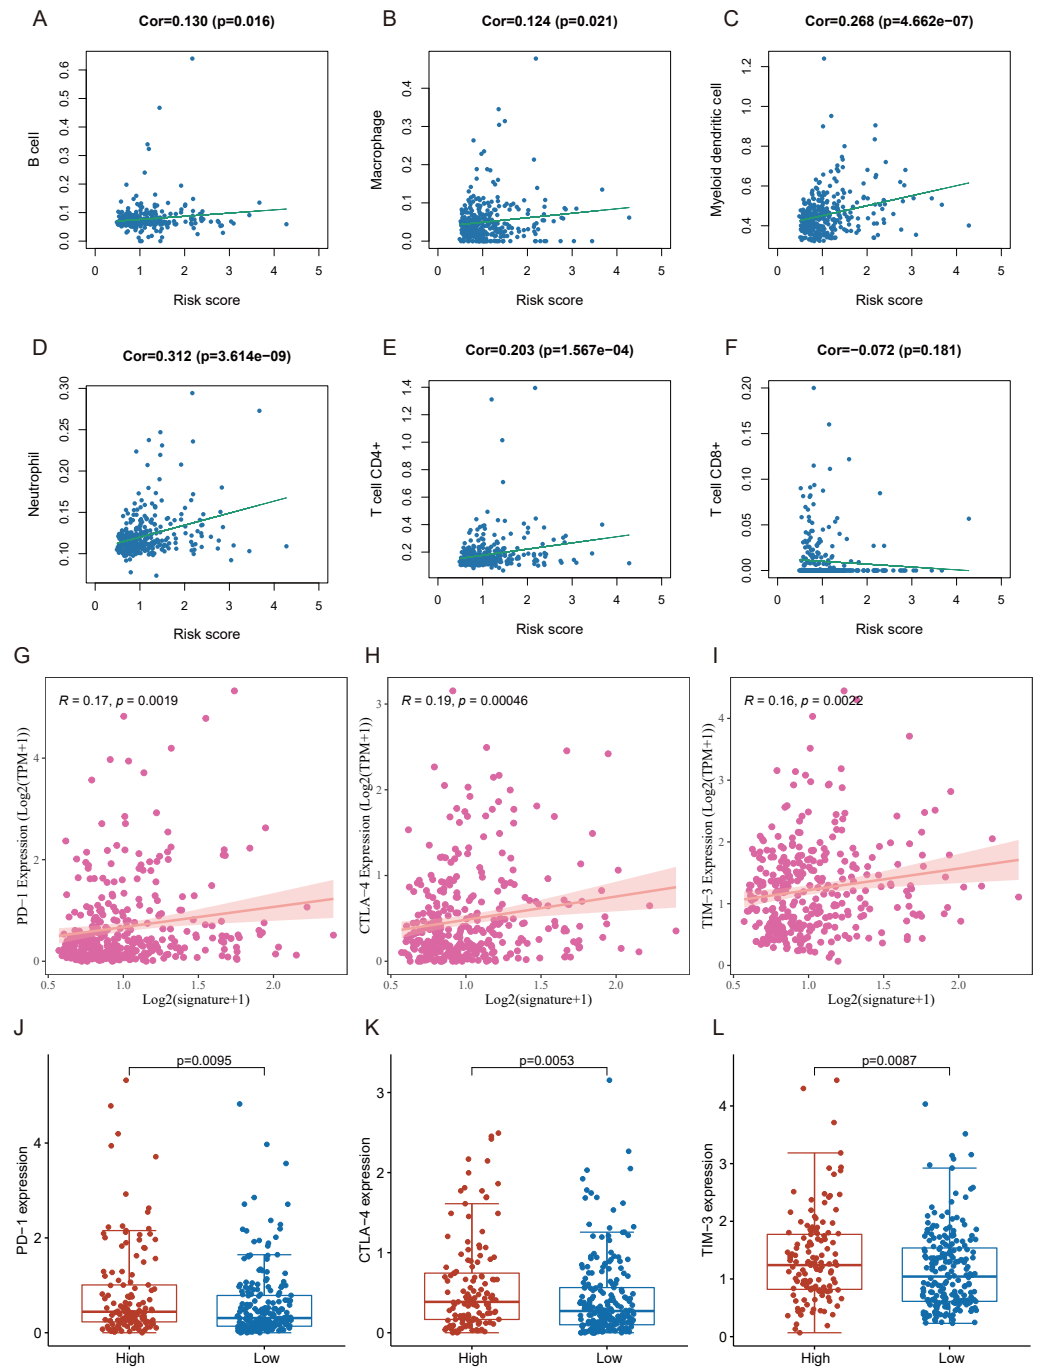 A
Cor=0.130 (p=0.016)
B cell
0.0
0.1
0.2
0.3
0.4
0.5
0.6
0 1 2 3 4 5
Risk score
B
Cor=0.124 (p=0.021)
Macrophage
0.0
0.1
0.2
0.3
0.4
0 1 2 3 4 5
Risk score
C
Cor=0.268 (p=4.662e−07)
Myeloid dendritic cell
0.4
0.6
0.8
1.0
1.2
0 1 2 3 4 5
Risk score
D
Cor=0.312 (p=3.614e−09)
Neutrophil
0.10
0.15
0.20
0.25
0.30
0 1 2 3 4 5
Risk score
E
Cor=0.203 (p=1.567e−04)
T cell CD4+
0.2
0.4
0.6
0.8
1.0
1.2
1.4
0 1 2 3 4 5
Risk score
F
Cor=−0.072 (p=0.181)
T cell CD8+
0.00
0.05
0.10
0.15
0.20
0 1 2 3 4 5
Risk score
G
R = 0.17, p = 0.0019
PD−1 Expression (Log2(TPM+1))
4
2
0
0.5 1.0 1.5 2.0
Log2(signature+1)
H
R = 0.19, p = 0.00046
CTLA−4 Expression (Log2(TPM+1))
3
2
1
0
0.5 1.0 1.5 2.0
Log2(signature+1)
I
R = 0.16, p = 0.0022
TIM−3 Expression (Log2(TPM+1))
4
3
2
1
0
0.5 1.0 1.5 2.0
Log2(signature+1)
J
p=0.0095
PD−1 expression
4
2
0
High Low
K
p=0.0053
CTLA−4 expression
3
2
1
0
High Low
L
p=0.0087
TIM−3 expression
4
3
2
1
0
High Low